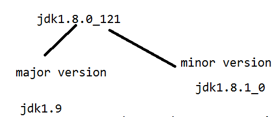 jdk1.8.0_121
minor version
major version
jdk1.8.1_0
jdk1.9